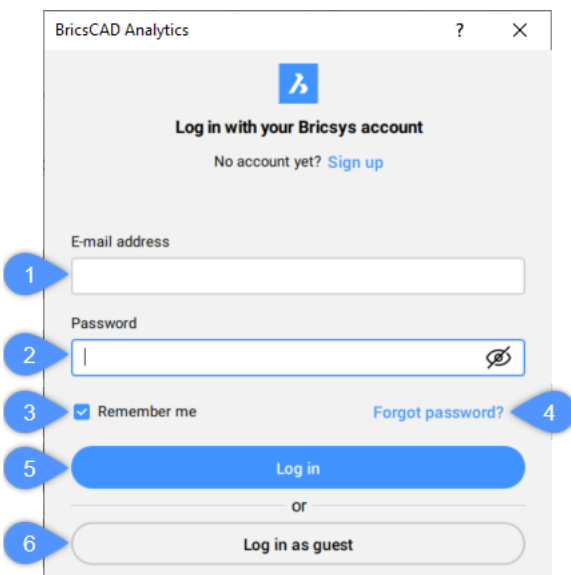 BricsCAD Analytics ?
Log in with your Bricsys account
No account yet? Sign up
E-mail address
1
Password
2
3 Remember me Forgot password? 4
5 Log in
or
6 Log in as guest